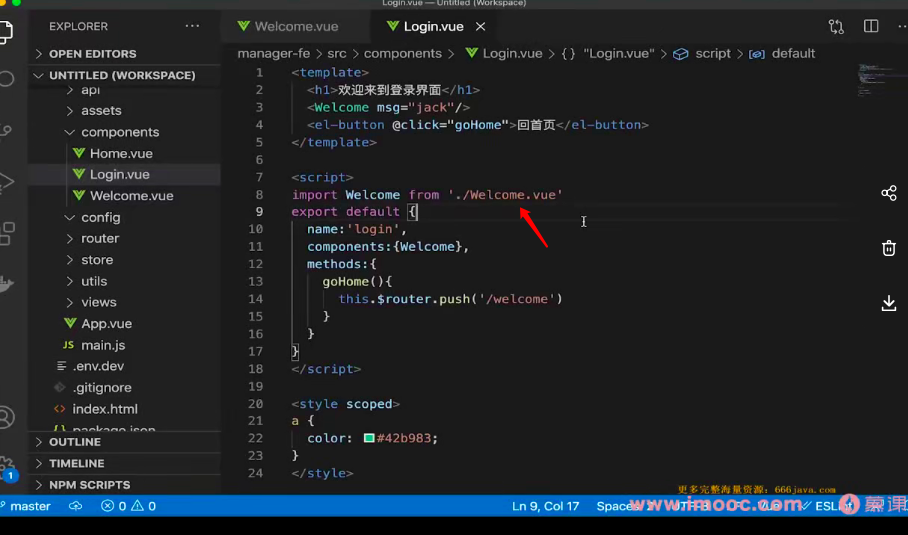 Login.vue — Untitled (Workspace)
EXPLORER ···
Welcome.vue
Login.vue ×
OPEN EDITORS
UNTITLED (WORKSPACE)
api
assets
components
Home.vue
Login.vue
Welcome.vue
config
router
store
utils
views
App.vue
JS main.js
.env.dev
.gitignore
index.html
package.json
OUTLINE
TIMELINE
NPM SCRIPTS
manager-fe > src > components > Login.vue > {} "Login.vue" > script > default
1 <template>
2 <h1>欢迎来到登录界面</h1>
3 <Welcome msg="jack"/>
4 <el-button @click="goHome">回首页</el-button>
5 </template>
6
7 <script>
8 import Welcome from './Welcome.vue'
9 export default {
10 name:'login',
11 components:{Welcome},
12 methods:{
13 goHome(){
14 this.$router.push('/welcome')
15 }
16 }
17 }
18 </script>
19
20 <style scoped>
21 a {
22 color: #42b983;
23 }
24 </style>
更多完整海量资源：666java.com
1
master
0 0
Ln 9, Col 17
www.imooc.com
慕课